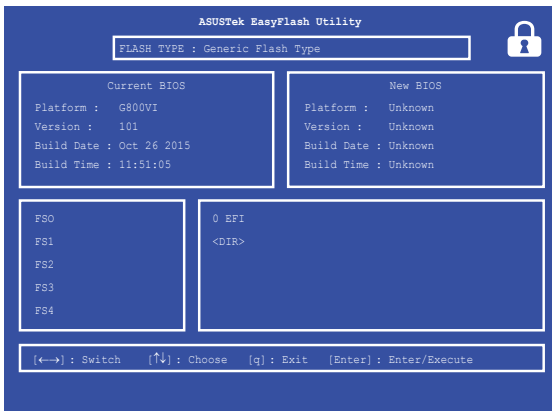 ASUSTek EasyFlash Utility
FLASH TYPE : Generic Flash Type
Current BIOS
Platform : G800VI
Version : 101
Build Date : Oct 26 2015
Build Time : 11:51:05
New BIOS
Platform : Unknown
Version : Unknown
Build Date : Unknown
Build Time : Unknown
FSO
FS1
FS2
FS3
FS4
0 EFI
<DIR>
[←→] : Switch [↑↓] : Choose [q] : Exit [Enter] : Enter/Execute